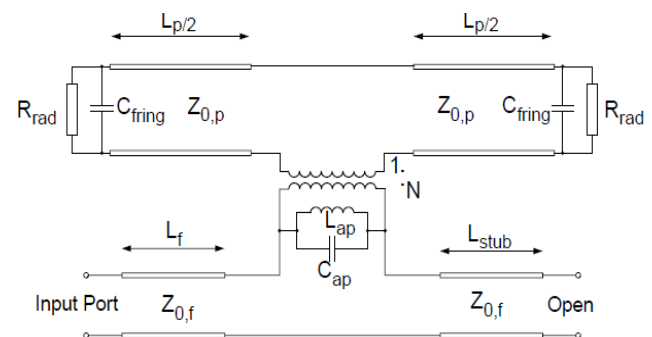 Lp/2 Lp/2
Rrad Cfring Z0,p Z0,p Cfring Rrad
1.
.N
Lf Lap Lstub
Cap
Input Port Z0,f Z0,f Open